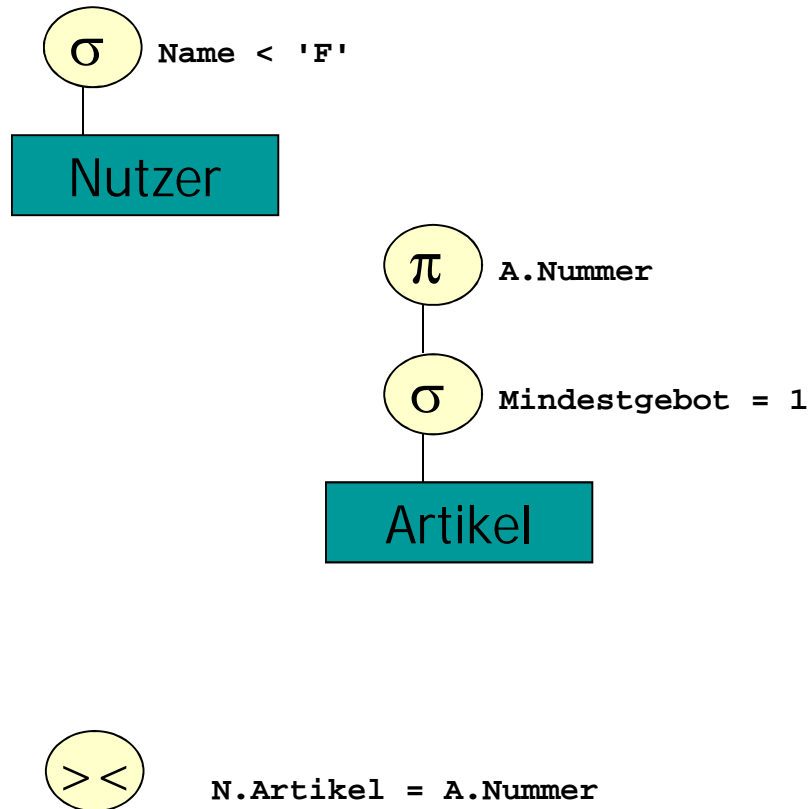 σ Name < 'F'
Nutzer
π A.Nummer
σ Mindestgebot = 1
Artikel
>< N.Artikel = A.Nummer